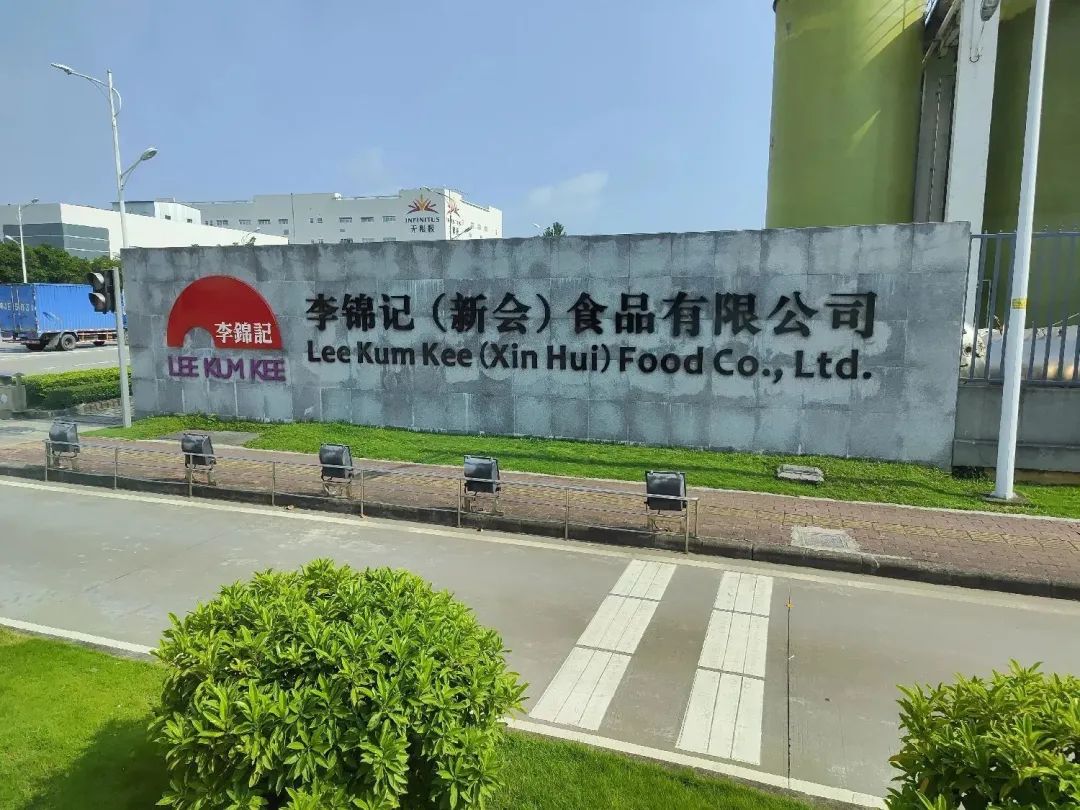 INFINITUS
无限极
李錦記
LEE KUM KEE
李锦记（新会）食品有限公司
Lee Kum Kee (Xin Hui) Food Co., Ltd.